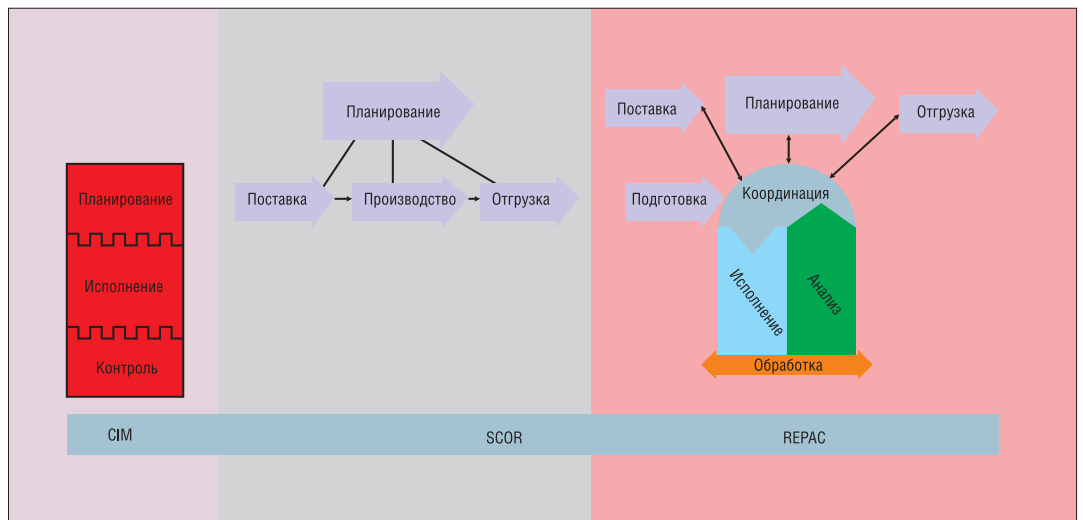 Планирование
Исполнение
Контроль
CIM
Планирование
Поставка
Производство
Отгрузка
SCOR
Поставка
Планирование
Отгрузка
Подготовка
Координация
Исполнение
Анализ
Обработка
REPAC